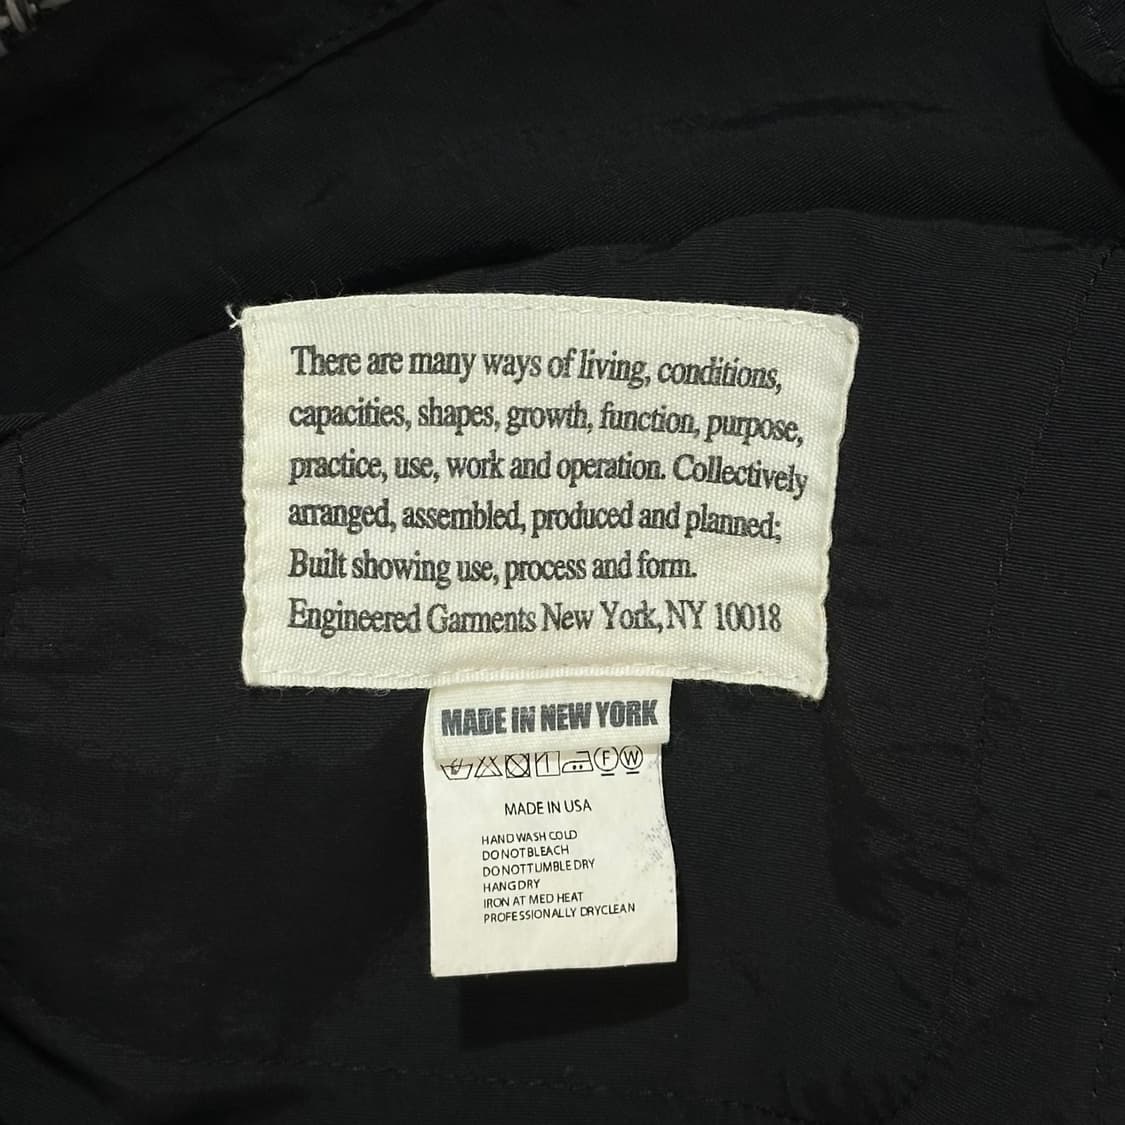 There are many ways of living, conditions,
capacities, shapes, growth, function, purpose,
practice, use, work and operation. Collectively
arranged, assembled, produced and planned;
Built showing use, process and form.
Engineered Garments New York, NY 10018
MADE IN NEW YORK
F W
MADE IN USA
HAND WASH COLD
DO NOT BLEACH
DO NOT TUMBLE DRY
HANG DRY
IRON AT MED HEAT
PROFESSIONALLY DRYCLEAN